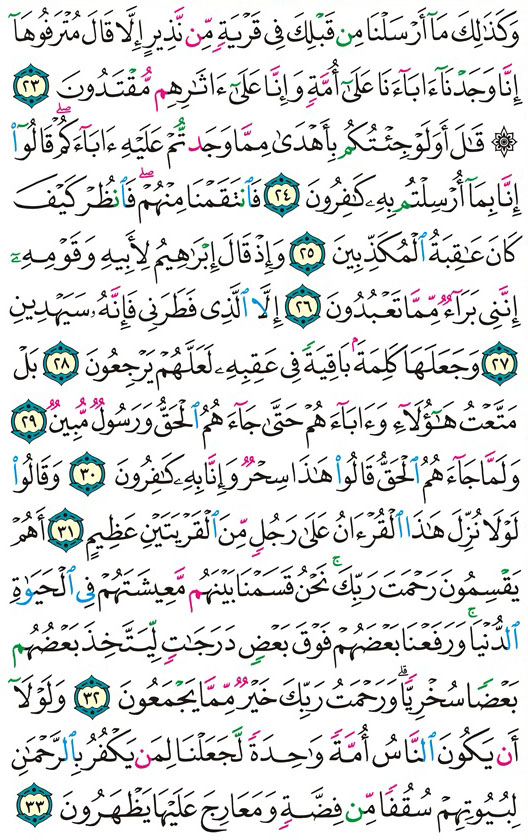 وَكَذَٰلِكَ مَآ أَرۡسَلۡنَا مِن قَبۡلِكَ فِي قَرۡيَةٖ مِّن نَّذِيرٍ إِلَّا قَالَ مُتۡرَفُوهَآ
إِنَّا وَجَدۡنَآ ءَابَآءَنَا عَلَىٰٓ أُمَّةٖ وَإِنَّا عَلَىٰٓ ءَاثَٰرِهِم مُّقۡتَدُونَ ٢٣
۞ قَٰلَ أَوَلَوۡ جِئۡتُكُم بِأَهۡدَىٰ مِمَّا وَجَدتُّمۡ عَلَيۡهِ ءَابَآءَكُمۡۖ قَالُوٓاْ
إِنَّا بِمَآ أُرۡسِلۡتُم بِهِۦ كَٰفِرُونَ ٢٤ فَٱنتَقَمۡنَا مِنۡهُمۡۖ فَٱنظُرۡ كَيۡفَ
كَانَ عَٰقِبَةُ ٱلۡمُكَذِّبِينَ ٢٥ وَإِذۡ قَالَ إِبۡرَٰهِيمُ لِأَبِيهِ وَقَوۡمِهِۦٓ
إِنَّنِي بَرَآءٞ مِّمَّا تَعۡبُدُونَ ٢٦ إِلَّا ٱلَّذِي فَطَرَنِي فَإِنَّهُۥ سَيَهۡدِينِ
٢٧ وَجَعَلَهَا كَلِمَةَۢ بَاقِيَةٗ فِي عَقِبِهِۦ لَعَلَّهُمۡ يَرۡجِعُونَ ٢٨ بَلۡ
مَتَّعۡتُ هَٰٓؤُلَآءِ وَءَابَآءَهُمۡ حَتَّىٰ جَآءَهُمُ ٱلۡحَقُّ وَرَسُولٞ مُّبِينٞ ٢٩
وَلَمَّا جَآءَهُمُ ٱلۡحَقُّ قَالُواْ هَٰذَا سِحۡرٞ وَإِنَّا بِهِۦ كَٰفِرُونَ ٣٠ وَقَالُواْ
لَوۡلَا نُزِّلَ هَٰذَا ٱلۡقُرۡءَانُ عَلَىٰ رَجُلٖ مِّنَ ٱلۡقَرۡيَتَيۡنِ عَظِيمٍ ٣١ أَهُمۡ
يَقۡسِمُونَ رَحۡمَتَ رَبِّكَۚ نَحۡنُ قَسَمۡنَا بَيۡنَهُم مَّعِيشَتَهُمۡ فِي ٱلۡحَيَوٰةِ
ٱلدُّنۡيَاۚ وَرَفَعۡنَا بَعۡضَهُمۡ فَوۡقَ بَعۡضٖ دَرَجَٰتٖ لِّيَتَّخِذَ بَعۡضُهُم
بَعۡضٗا سُخۡرِيّٗاۗ وَرَحۡمَتُ رَبِّكَ خَيۡرٞ مِّمَّا يَجۡمَعُونَ ٣٢ وَلَوۡلَآ
أَن يَكُونَ ٱلنَّاسُ أُمَّةٗ وَٰحِدَةٗ لَّجَعَلۡنَا لِمَن يَكۡفُرُ بِٱلرَّحۡمَٰنِ
لِبُيُوتِهِمۡ سُقُفٗا مِّن فِضَّةٖ وَمَعَارِجَ عَلَيۡهَا يَظۡهَرُونَ ٣٣